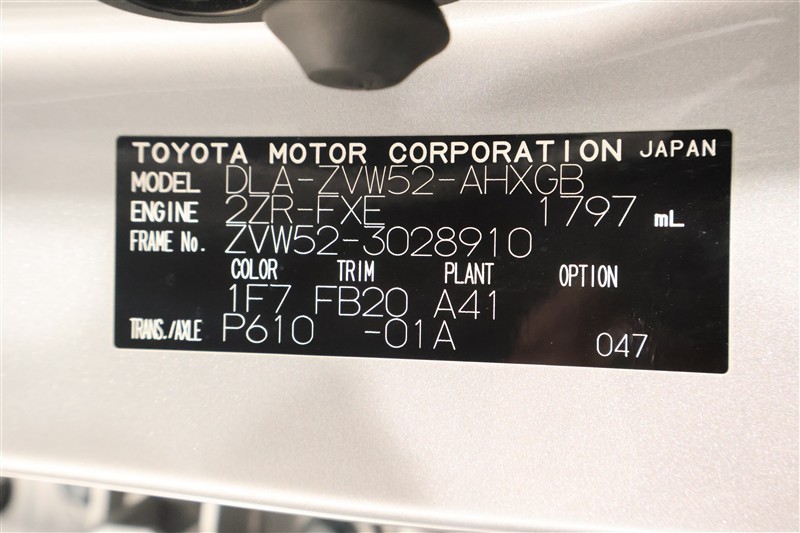 TOYOTA MOTOR CORPORATION JAPAN
MODEL DLA-ZVW52-AHXGB
ENGINE 2ZR-FXE 1797 mL
FRAME No. ZVW52-3028910
COLOR TRIM PLANT OPTION
1F7 FB20 A41
TRANS./AXLE P610 -01A 047